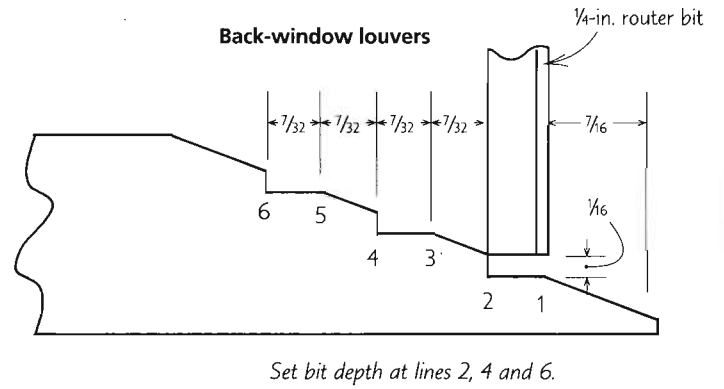 ¼-in. router bit
Back-window louvers
7/32 7/32 7/32 7/32 7/16
1/16
6 5
4 3
2 1
Set bit depth at lines 2, 4 and 6.